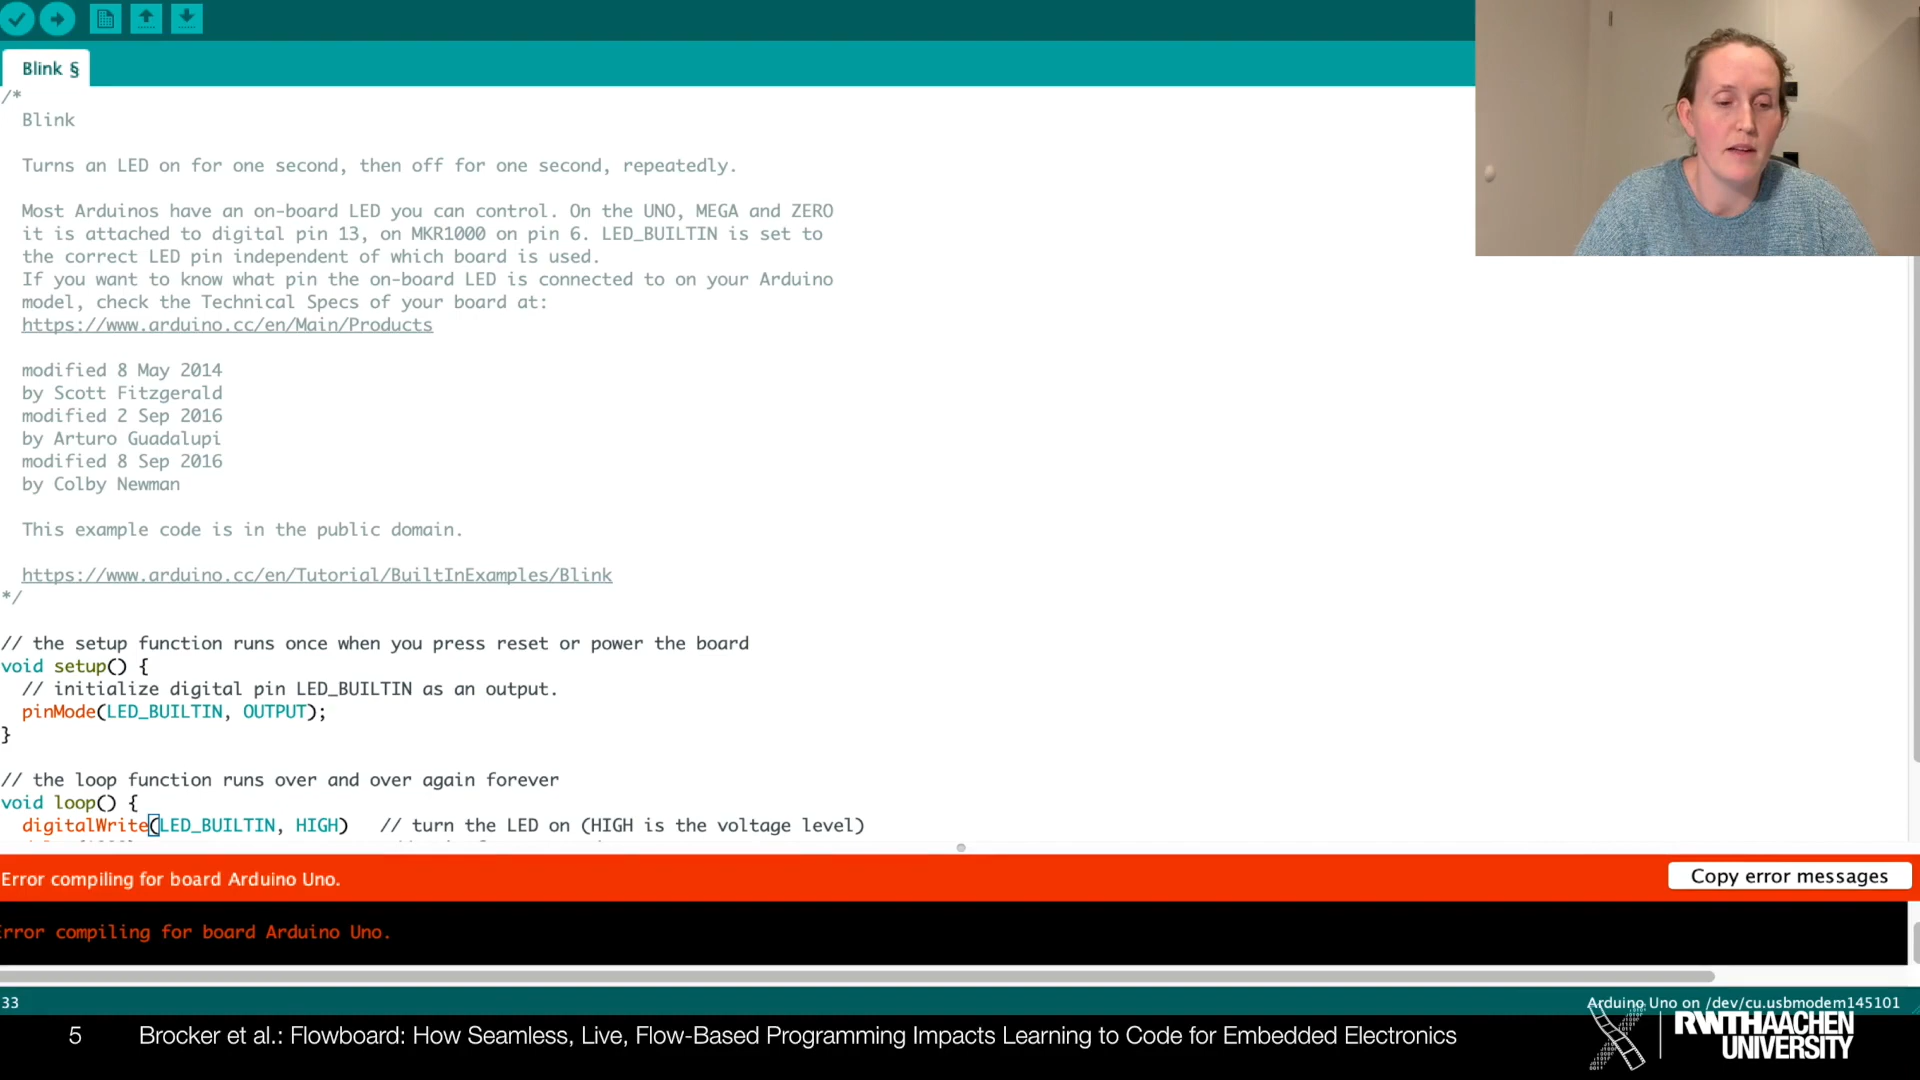 Blink §
/*
Blink
Turns an LED on for one second, then off for one second, repeatedly.
Most Arduinos have an on-board LED you can control. On the UNO, MEGA and ZERO
it is attached to digital pin 13, on MKR1000 on pin 6. LED_BUILTIN is set to
the correct LED pin independent of which board is used.
If you want to know what pin the on-board LED is connected to on your Arduino
model, check the Technical Specs of your board at:
https://www.arduino.cc/en/Main/Products
modified 8 May 2014
by Scott Fitzgerald
modified 2 Sep 2016
by Arturo Guadalupi
modified 8 Sep 2016
by Colby Newman
This example code is in the public domain.
https://www.arduino.cc/en/Tutorial/BuiltInExamples/Blink
*/
// the setup function runs once when you press reset or power the board
void setup() {
// initialize digital pin LED_BUILTIN as an output.
pinMode(LED_BUILTIN, OUTPUT);
}
// the loop function runs over and over again forever
void loop() {
digitalWrite(LED_BUILTIN, HIGH)   // turn the LED on (HIGH is the voltage level)
Error compiling for board Arduino Uno.
Copy error messages
Error compiling for board Arduino Uno.
33
Arduino Uno on /dev/cu.usbmodem145101
5
Brocker et al.: Flowboard: How Seamless, Live, Flow-Based Programming Impacts Learning to Code for Embedded Electronics
RWTHAACHEN
UNIVERSITY